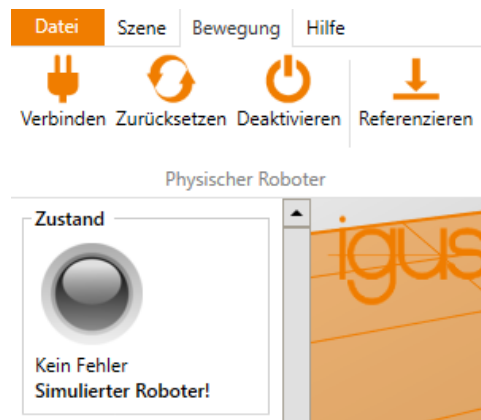 Datei Szene Bewegung Hilfe
Verbinden Zurücksetzen Deaktivieren Referenzieren
Physischer Roboter
Zustand
igus
Kein Fehler
Simulierter Roboter!